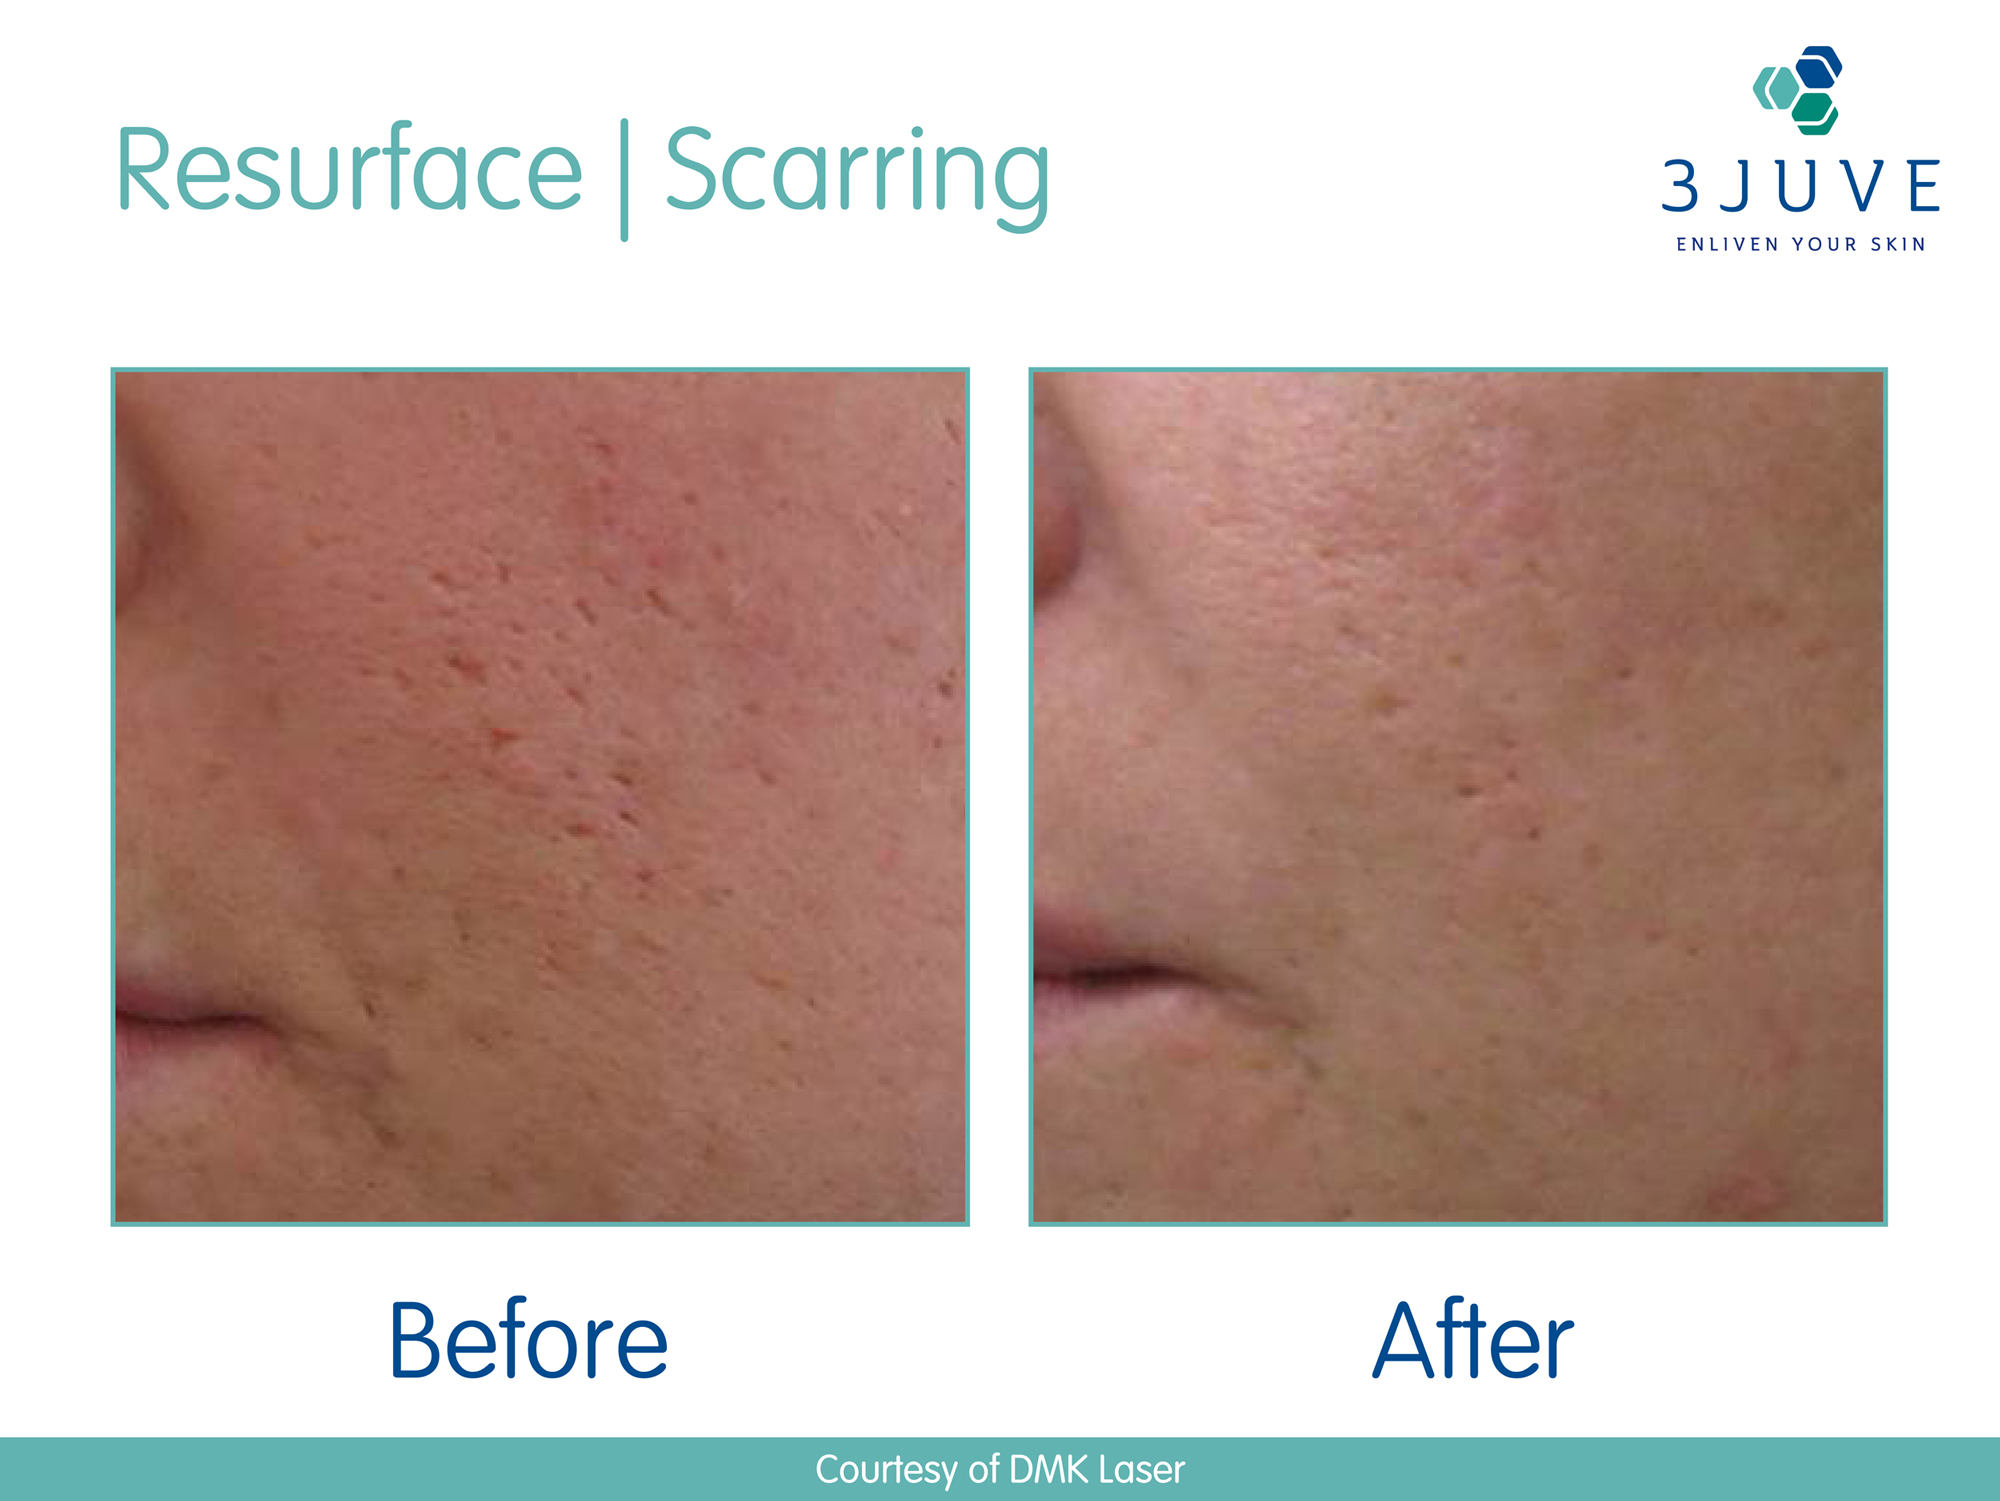 Resurface | Scarring
3JUVE
ENLIVEN YOUR SKIN
Before
After
Courtesy of DMK Laser